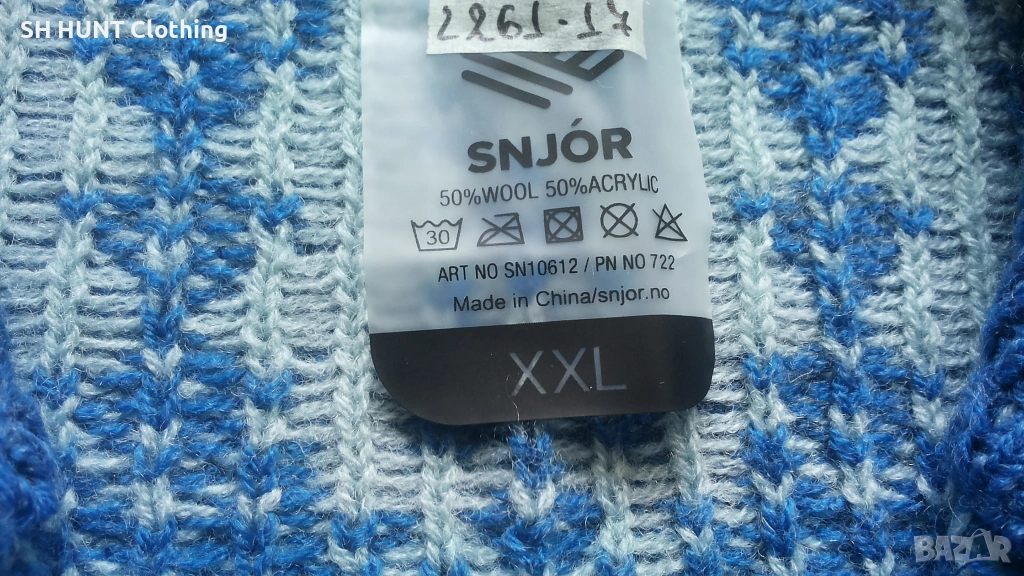 SH HUNT Clothing
2261-17
SNJÓR
50%WOOL 50%ACRYLIC
30
ART NO SN10612 / PN NO 722
Made in China/snjor.no
XXL
BAZAR